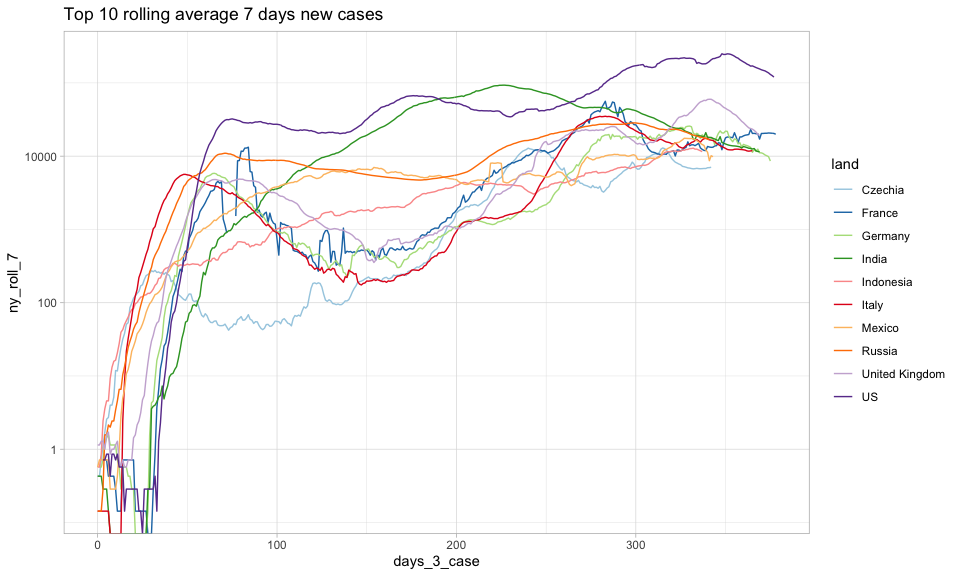 Top 10 rolling average 7 days new cases
10000
100
1
ny_roll_7
0
100
200
300
days_3_case
land
Czechia
France
Germany
India
Indonesia
Italy
Mexico
Russia
United Kingdom
US